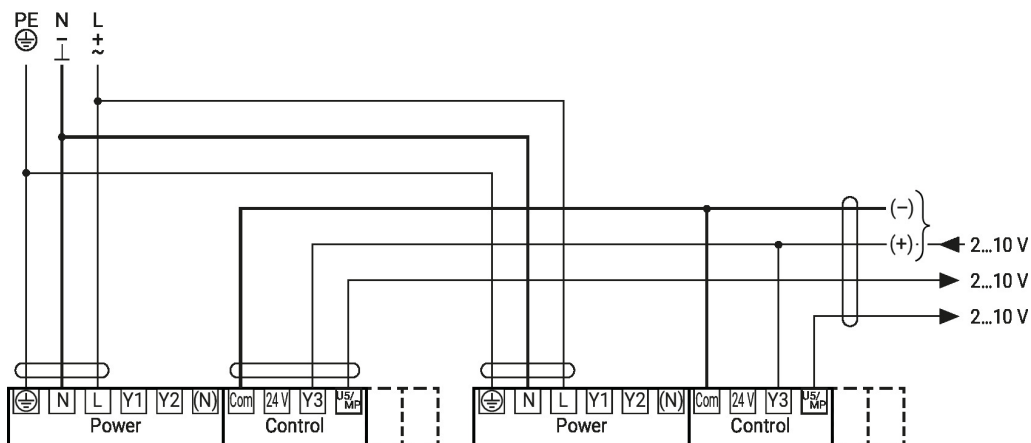 PE N L
- +
~
(–)
(+) 2...10 V
2...10 V
2...10 V
N L Y1 Y2 (N) Com 24 V Y3 U5/MP N L Y1 Y2 (N) Com 24 V Y3 U5/MP
Power Control Power Control